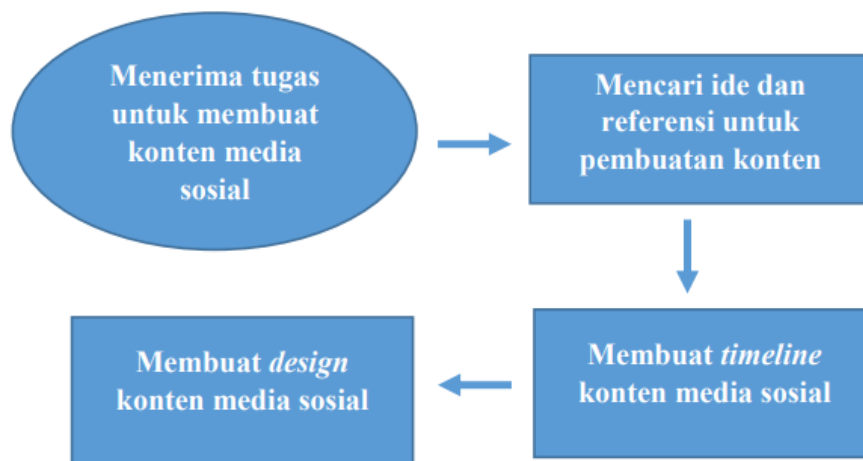 Menerima tugas
untuk membuat
konten media
sosial
Mencari ide dan
referensi untuk
pembuatan konten
Membuat timeline
konten media sosial
Membuat design
konten media sosial